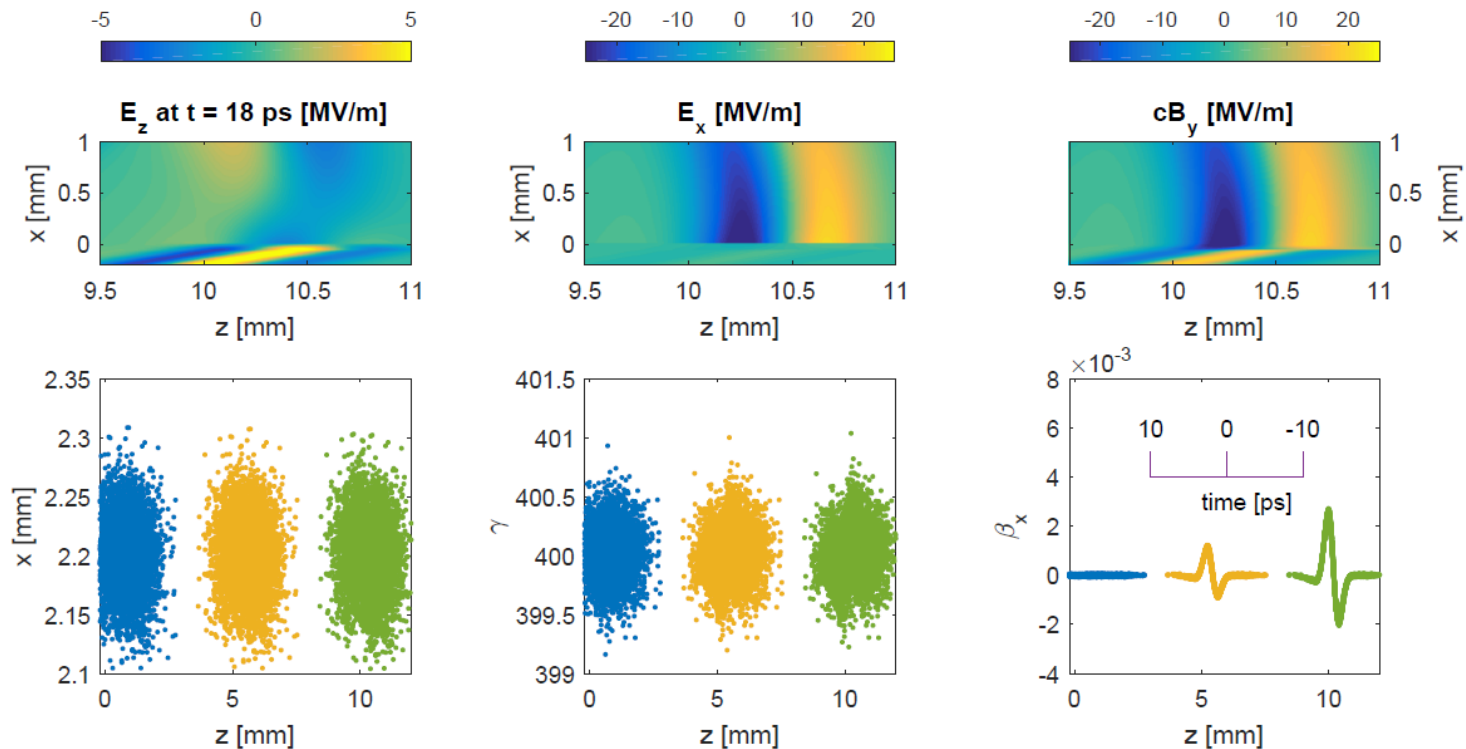 -5 0 5
-20 -10 0 10 20
-20 -10 0 10 20
E_z at t = 18 ps [MV/m]
E_x [MV/m]
cB_y [MV/m]
x [mm]
1
0.5
0
9.5 10 10.5 11
z [mm]
x [mm]
1
0.5
0
9.5 10 10.5 11
z [mm]
1
0.5
0
x [mm]
9.5 10 10.5 11
z [mm]
x [mm]
2.35
2.3
2.25
2.2
2.15
2.1
0 5 10
z [mm]
γ
401.5
401
400.5
400
399.5
399
0 5 10
z [mm]
×10⁻³
β_x
8
6
4
2
0
-2
-4
10 0 -10
time [ps]
0 5 10
z [mm]